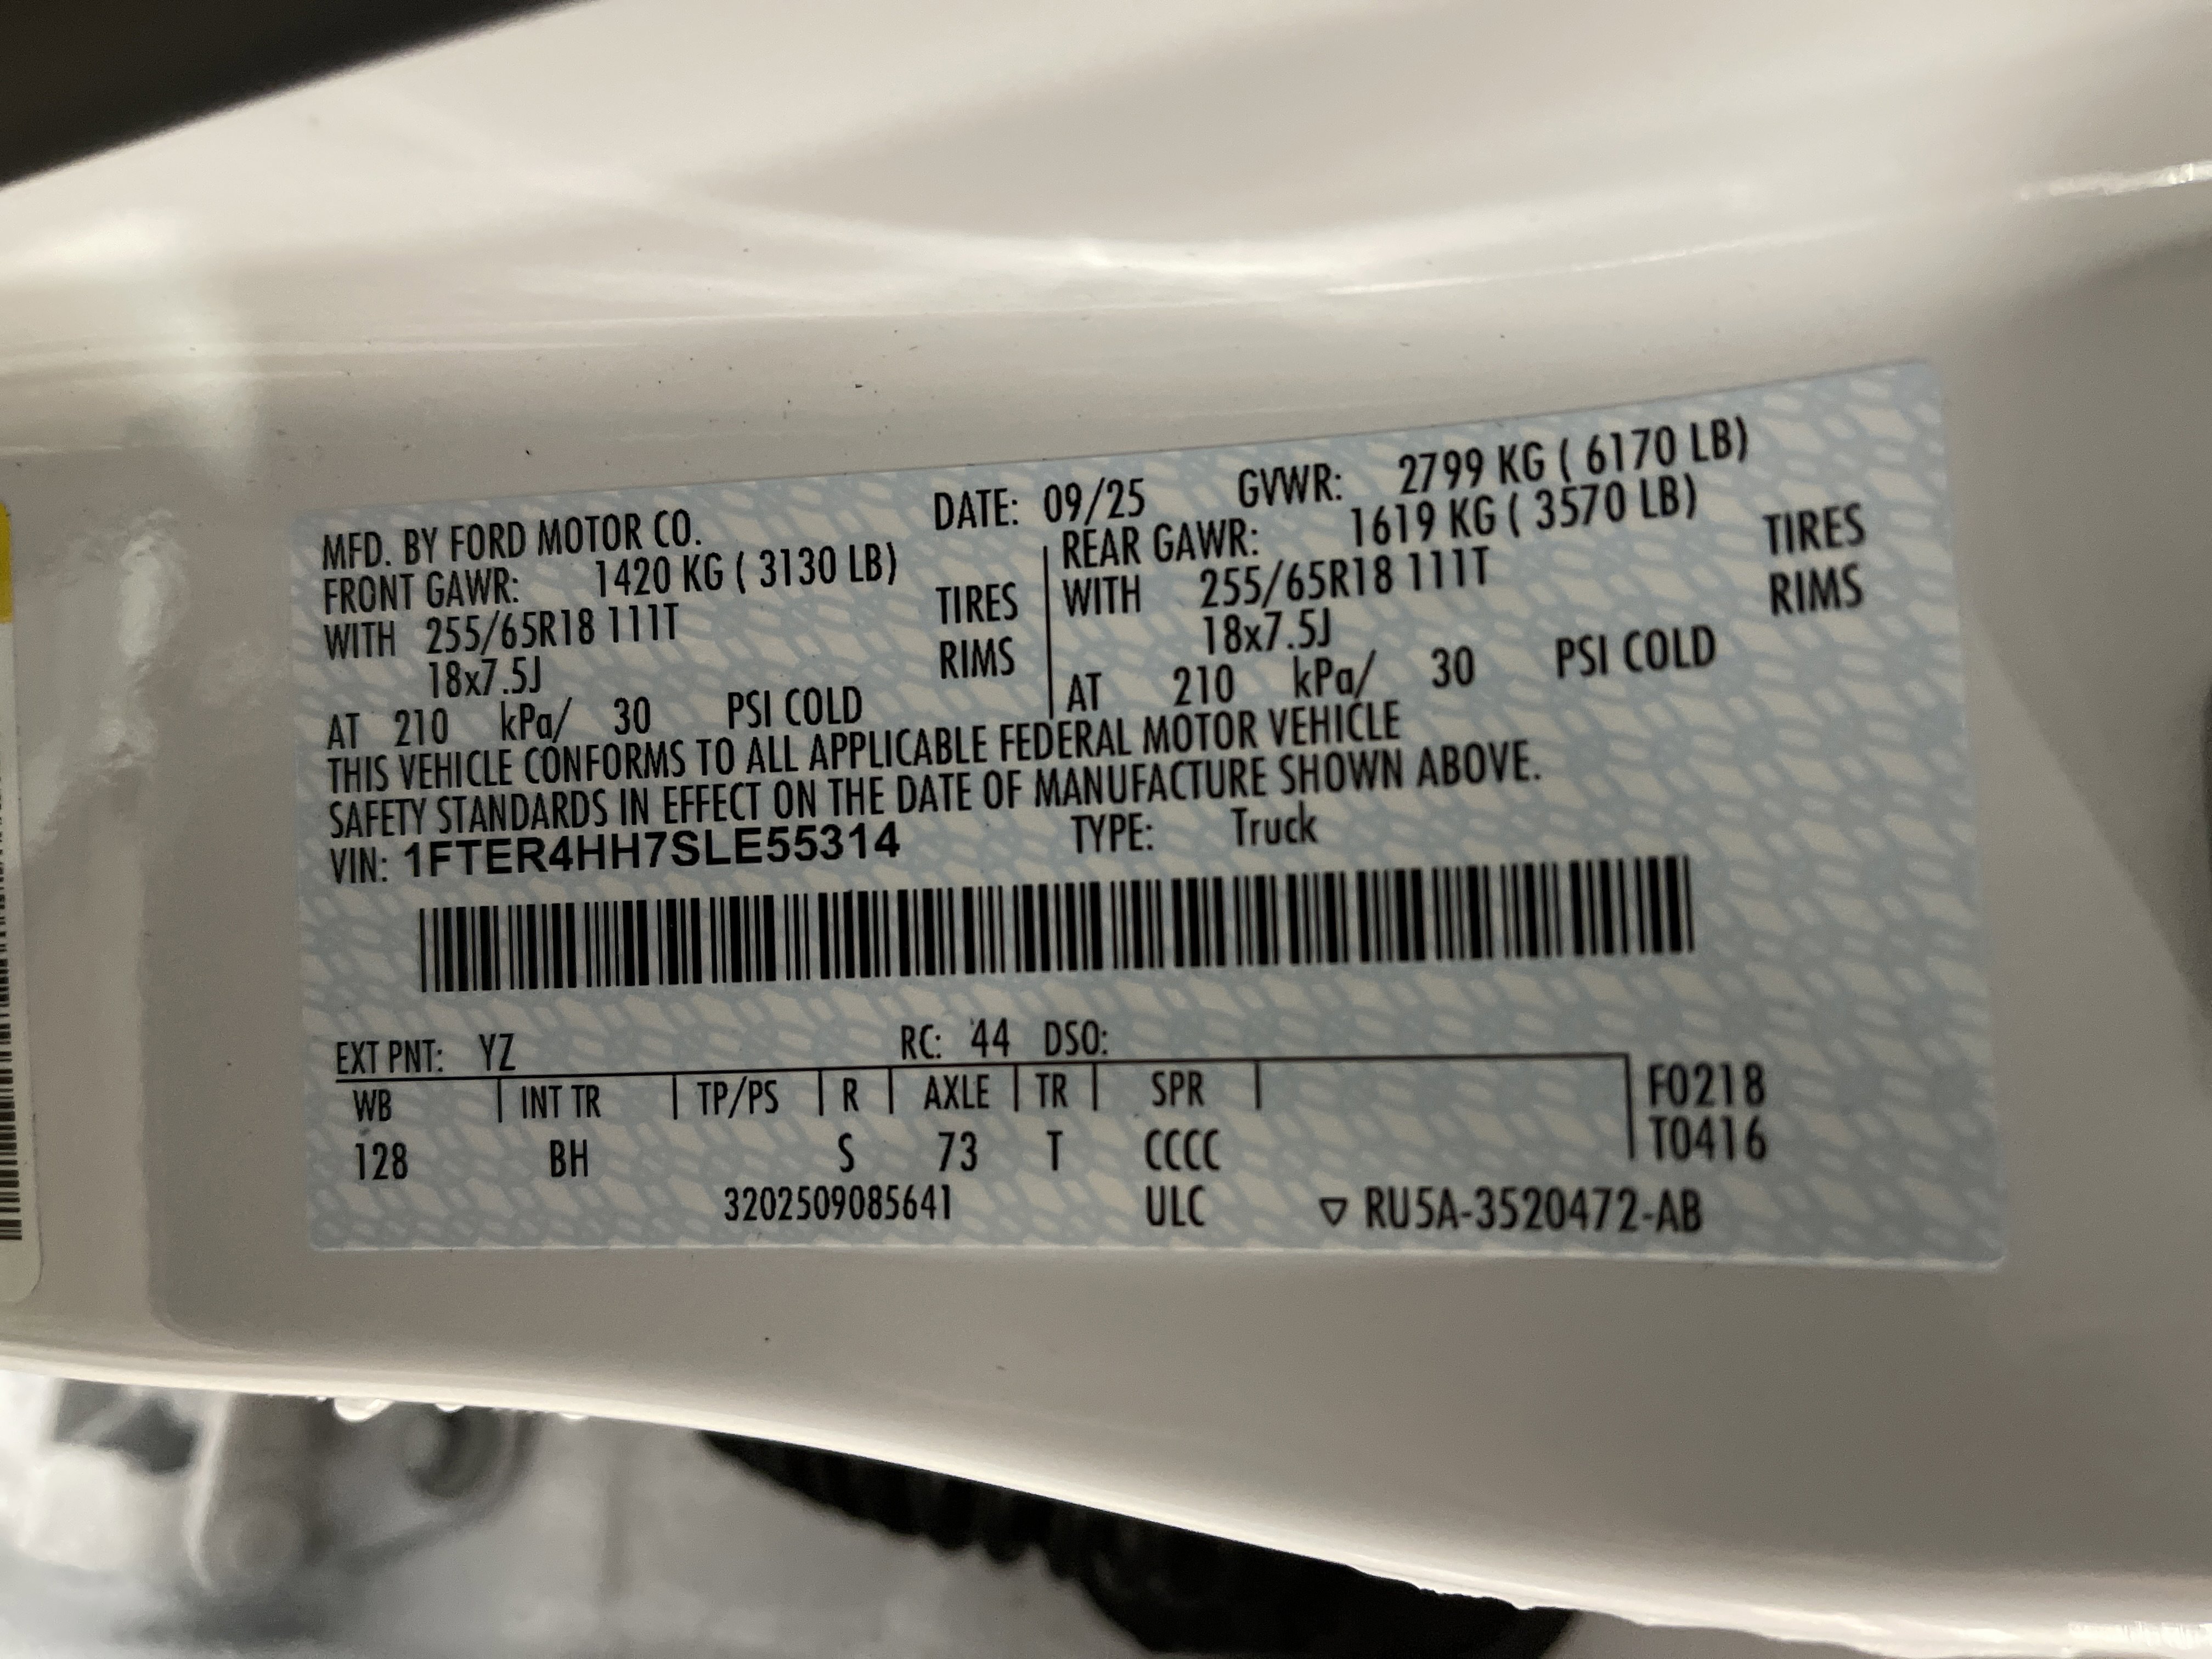 MFD. BY FORD MOTOR CO. DATE: 09/25 GVWR: 2799 KG ( 6170 LB)
FRONT GAWR: 1420 KG ( 3130 LB) REAR GAWR: 1619 KG ( 3570 LB)
WITH 255/65R18 111T TIRES WITH 255/65R18 111T TIRES
18x7.5J RIMS 18x7.5J RIMS
AT 210 kPa/ 30 PSI COLD AT 210 kPa/ 30 PSI COLD
THIS VEHICLE CONFORMS TO ALL APPLICABLE FEDERAL MOTOR VEHICLE
SAFETY STANDARDS IN EFFECT ON THE DATE OF MANUFACTURE SHOWN ABOVE.
VIN: 1FTER4HH7SLE55314 TYPE: Truck
EXT PNT: YZ RC: 44 DSO:
WB INT TR TP/PS R AXLE TR SPR F0218
128 BH S 73 T CCCC T0416
3202509085641 ULC ▽ RU5A-3520472-AB